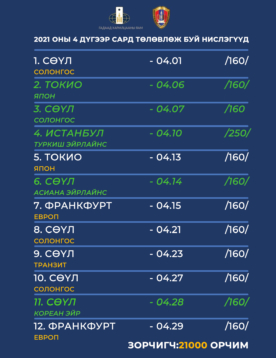 2021 ОНЫ 4 ДҮГЭЭР САРД ТӨЛӨВЛӨЖ БУЙ НИСЛЭГҮҮД
1. СӨҮЛ - 04.01 /160/
СОЛОНГОС
2. ТОКИО - 04.06 /160/
ЯПОН
3. СӨҮЛ - 04.07 /160
СОЛОНГОС
4. ИСТАНБУЛ - 04.10 /250/
ТУРКИШ ЭЙРЛАЙНС
5. ТОКИО - 04.13 /160/
ЯПОН
6. СӨҮЛ - 04.14 /160/
АСИАНА ЭЙРЛАЙНС
7. ФРАНКФУРТ - 04.15 /160/
ЕВРОП
8. СӨҮЛ - 04.21 /160/
СОЛОНГОС
9. СӨҮЛ - 04.23 /160/
ТРАНЗИТ
10. СӨҮЛ - 04.27 /160/
СОЛОНГОС
11. СӨҮЛ - 04.28 /160/
КОРЕАН ЭЙР
12. ФРАНКФУРТ - 04.29 /160/
ЕВРОП
ЗОРЧИГЧ:21000 ОРЧИМ